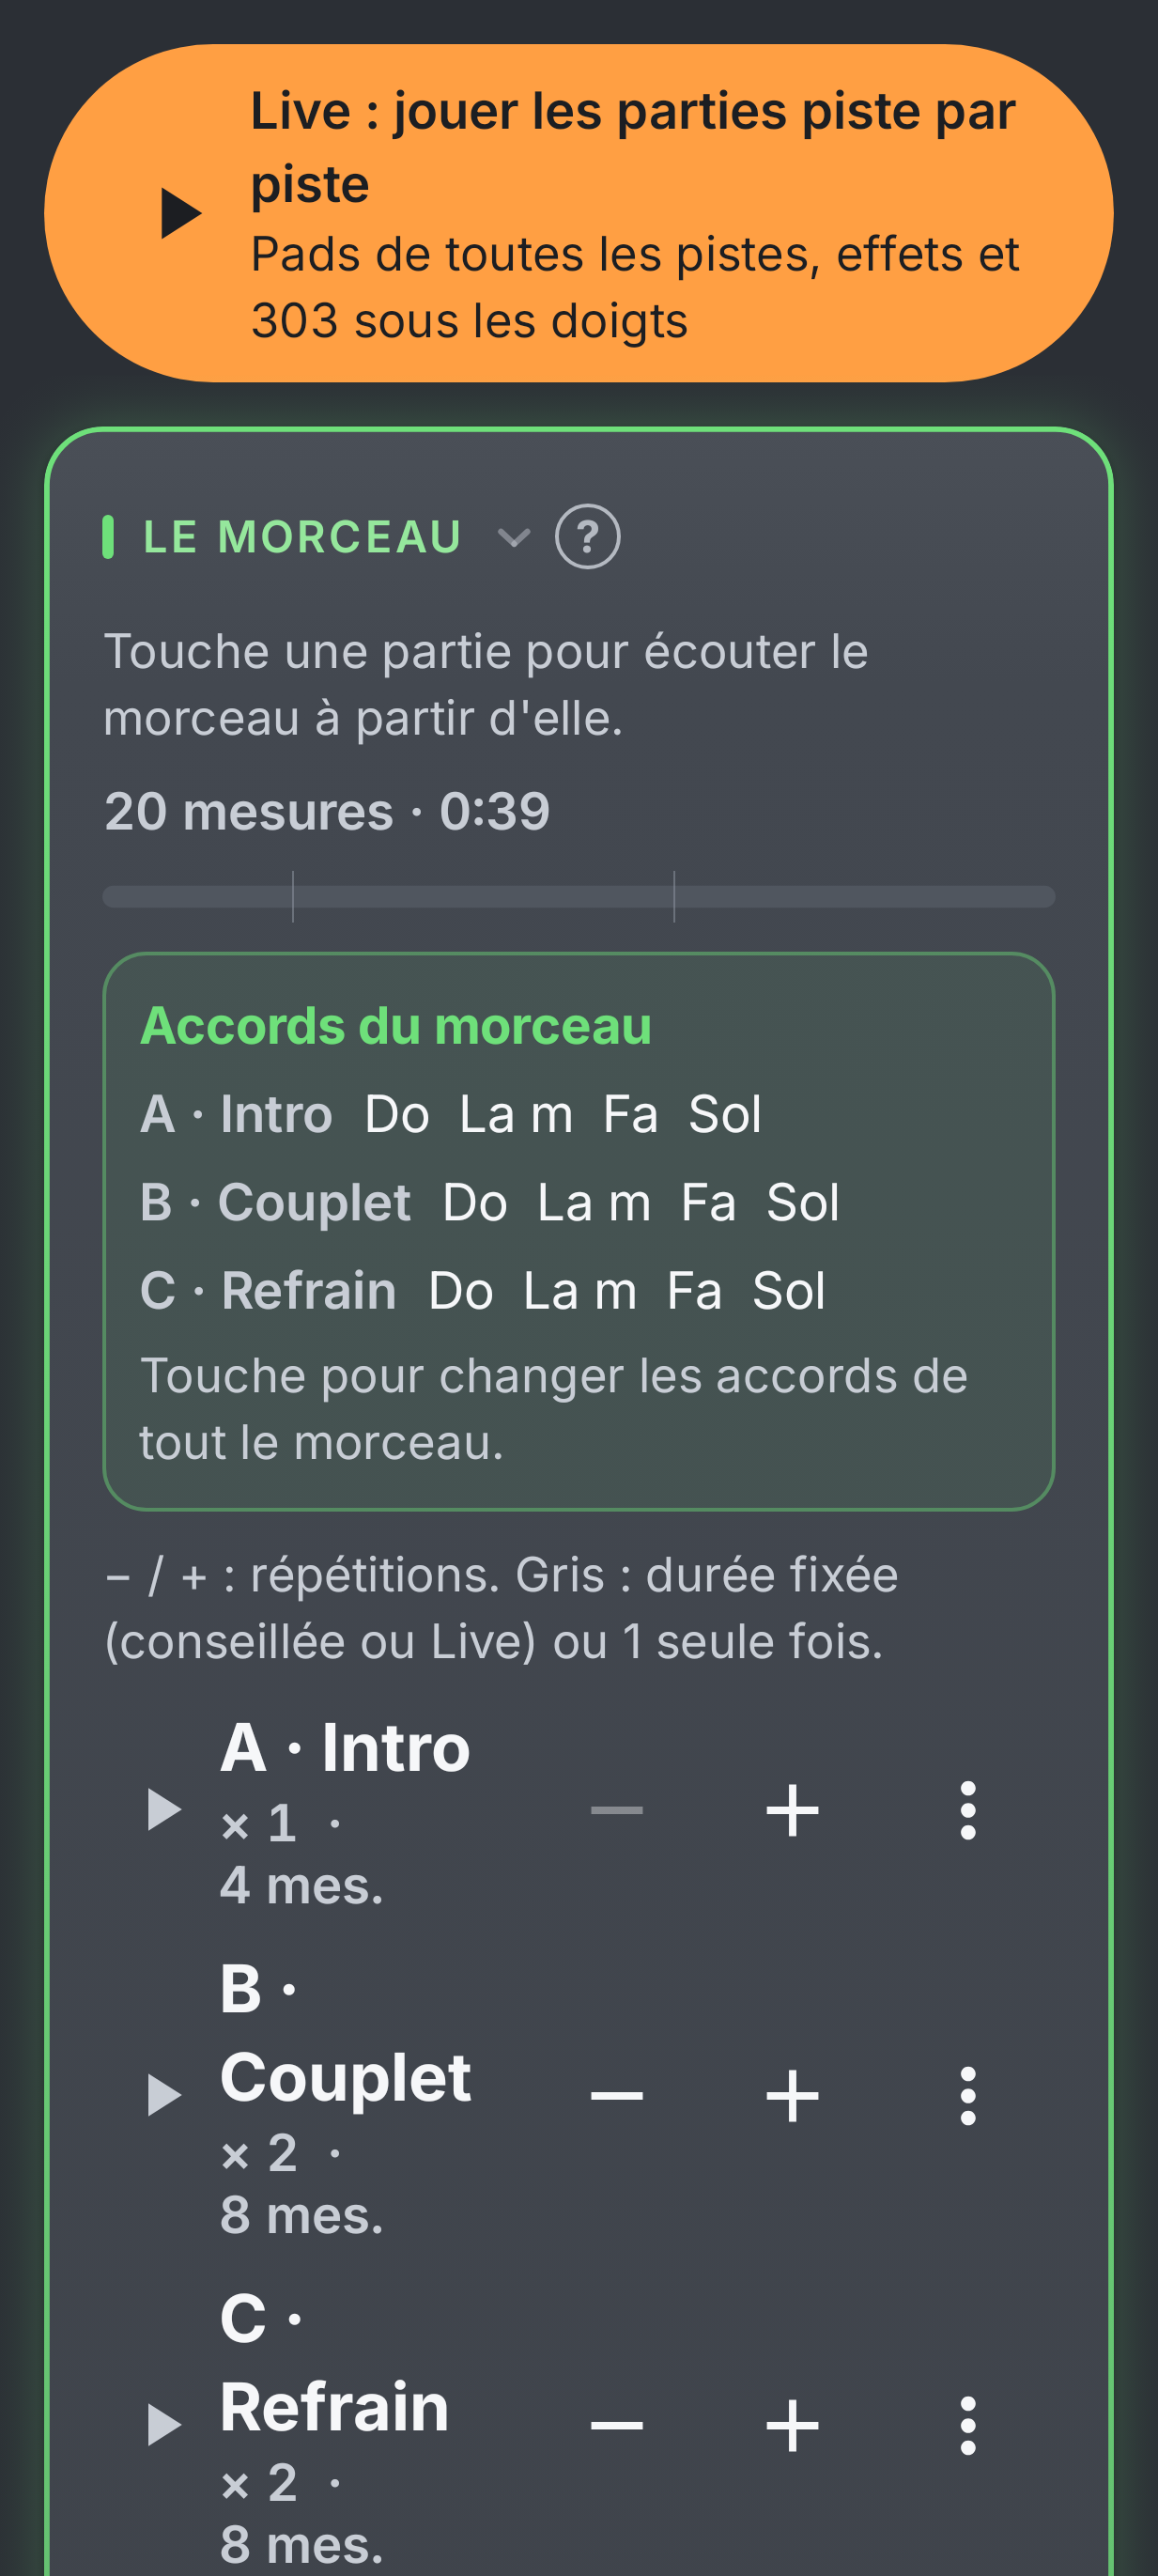 Live : jouer les parties piste par
piste
Pads de toutes les pistes, effets et
303 sous les doigts
LE MORCEAU ?
Touche une partie pour écouter le
morceau à partir d'elle.
20 mesures · 0:39
Accords du morceau
A · Intro Do La m Fa Sol
B · Couplet Do La m Fa Sol
C · Refrain Do La m Fa Sol
Touche pour changer les accords de
tout le morceau.
– / + : répétitions. Gris : durée fixée
(conseillée ou Live) ou 1 seule fois.
A · Intro
× 1 ·
4 mes.
B ·
Couplet
× 2 ·
8 mes.
C ·
Refrain
× 2 ·
8 mes.